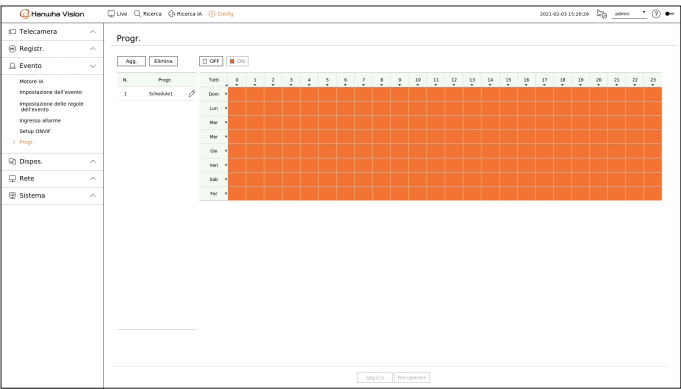 Hanwha Vision
Live Ricerca Ricerca IA Config
2021-02-03 15:28:29 admin ?
Telecamera
Registr.
Evento
Motore IA
Impostazione dell'evento
Impostazione delle regole
dell'evento
Ingresso allarme
Setup ONVIF
> Progr.
Dispos.
Rete
Sistema
Progr.
Agg. Elimina OFF ON
N. Progr. Tutti 0 1 2 3 4 5 6 7 8 9 10 11 12 13 14 15 16 17 18 19 20 21 22 23
1 Schedule1 Dom
Lun
Mar
Mer
Gio
Ven
Sab
Fer
Applica Recuperare